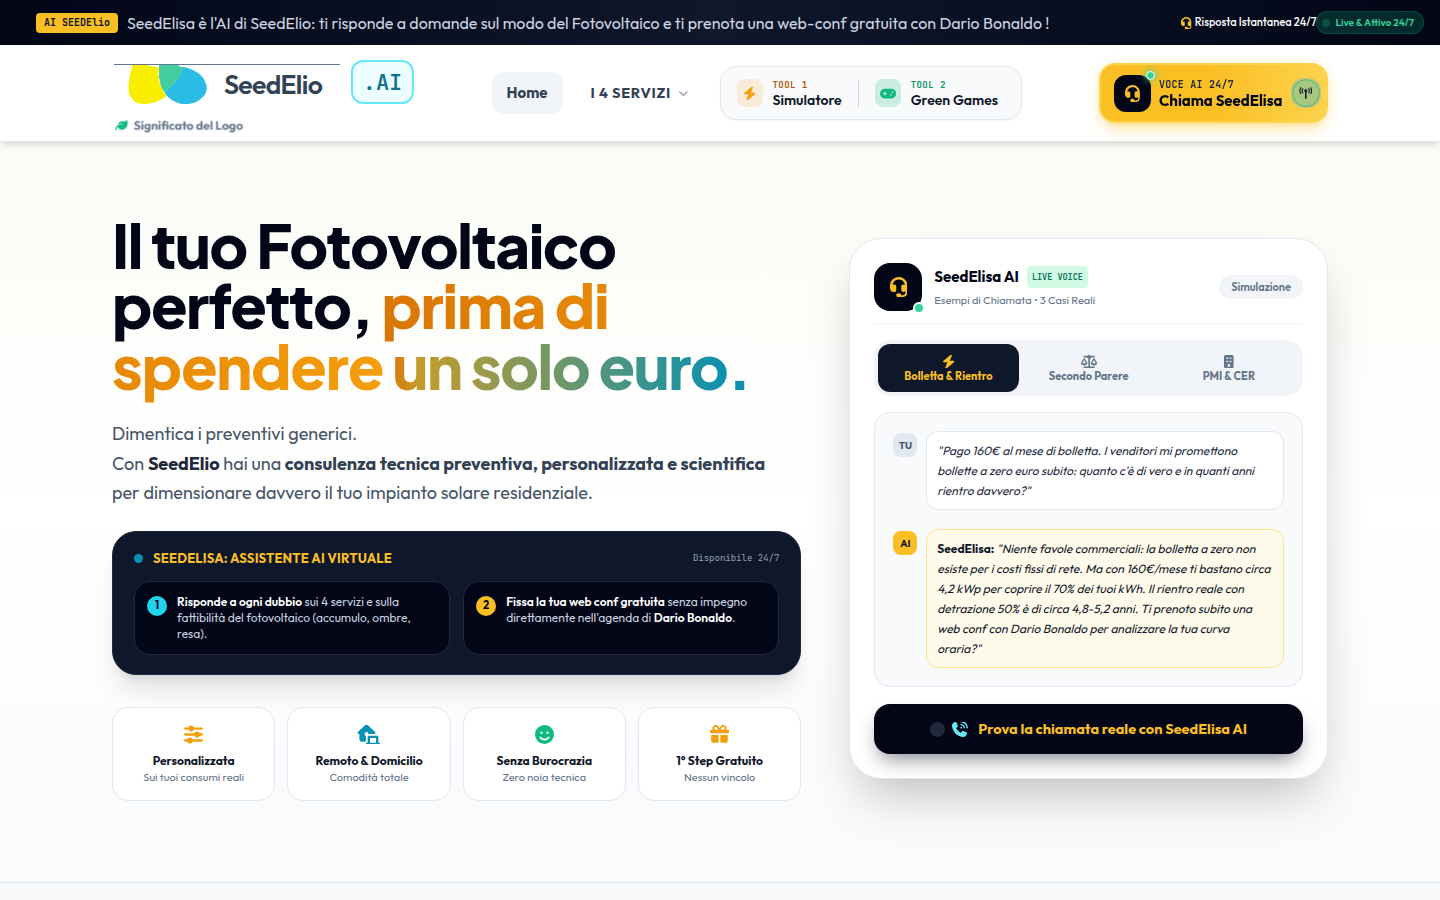 AI SEEDElio SeedElisa è l'AI di SeedElio: ti risponde a domande sul modo del Fotovoltaico e ti prenota una web-conf gratuita con Dario Bonaldo ! Risposta Istantanea 24/7 Live & Attivo 24/7
SeedElio .AI
Significato del Logo
Home
I 4 SERVIZI
TOOL 1
Simulatore
TOOL 2
Green Games
VOCE AI 24/7
Chiama SeedElisa
Il tuo Fotovoltaico
perfetto, prima di
spendere un solo euro.
Dimentica i preventivi generici.
Con SeedElio hai una consulenza tecnica preventiva, personalizzata e scientifica
per dimensionare davvero il tuo impianto solare residenziale.
SEEDELISA: ASSISTENTE AI VIRTUALE
Disponibile 24/7
1
Risponde a ogni dubbio sui 4 servizi e sulla
fattibilità del fotovoltaico (accumulo, ombre,
resa).
2
Fissa la tua web conf gratuita senza impegno
direttamente nell'agenda di Dario Bonaldo.
Personalizzata
Sui tuoi consumi reali
Remoto & Domicilio
Comodità totale
Senza Burocrazia
Zero noia tecnica
1° Step Gratuito
Nessun vincolo
SeedElisa AI LIVE VOICE
Esempi di Chiamata • 3 Casi Reali
Simulazione
Bolletta & Rientro
Secondo Parere
PMI & CER
TU
"Pago 160€ al mese di bolletta. I venditori mi promettono
bollette a zero euro subito: quanto c'è di vero e in quanti anni
rientro davvero?"
AI
SeedElisa: "Niente favole commerciali: la bolletta a zero non
esiste per i costi fissi di rete. Ma con 160€/mese ti bastano circa
4,2 kWp per coprire il 70% dei tuoi kWh. Il rientro reale con
detrazione 50% è di circa 4,8-5,2 anni. Ti prenoto subito una
web conf con Dario Bonaldo per analizzare la tua curva
oraria?"
Prova la chiamata reale con SeedElisa AI